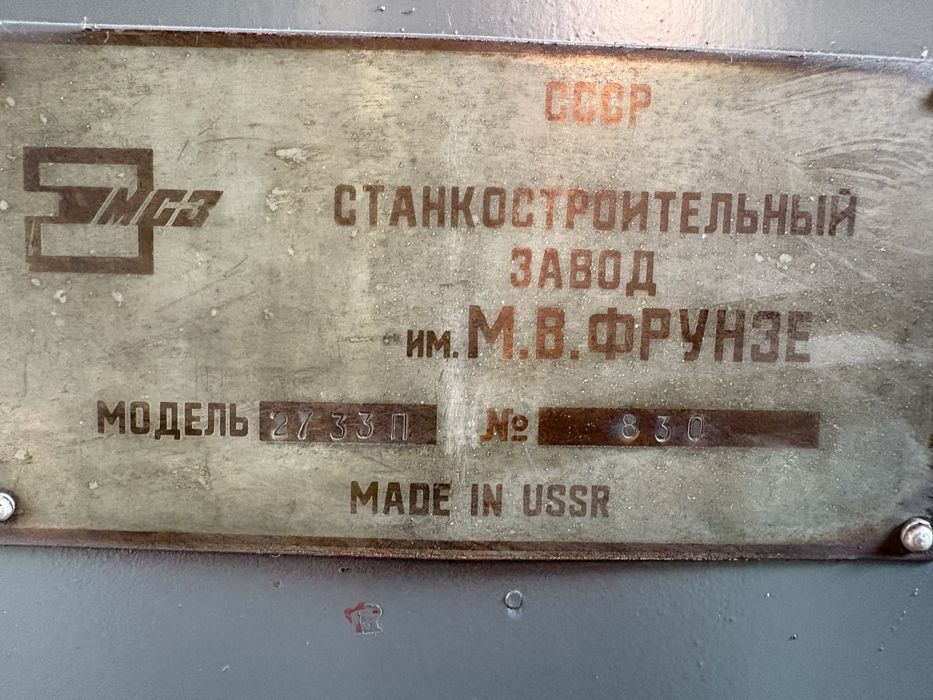 СССР
МСЗ
СТАНКОСТРОИТЕЛЬНЫЙ
ЗАВОД
им. М.В.ФРУНЗЕ
МОДЕЛЬ 2733П № 830
MADE IN USSR